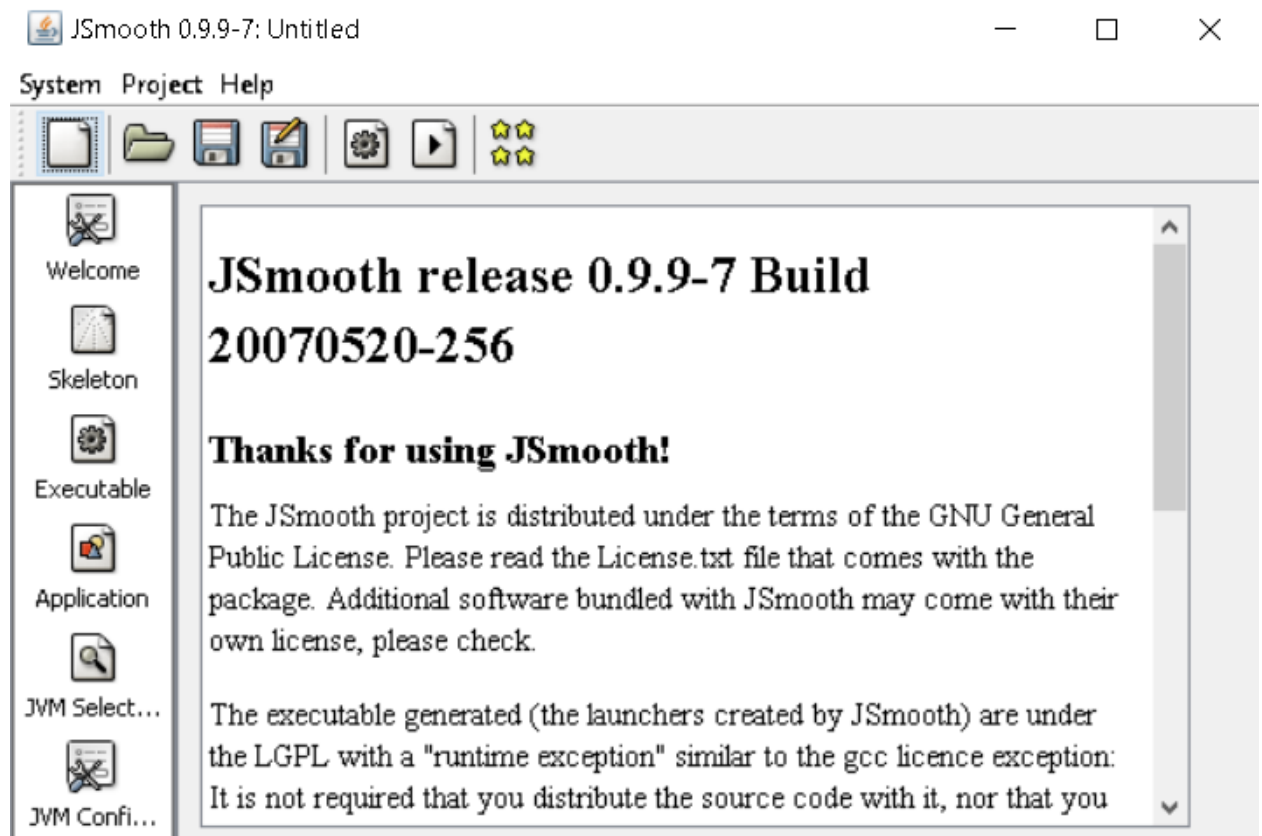 JSmooth 0.9.9-7: Untitled
System Project Help
Welcome
Skeleton
Executable
Application
JVM Select...
JVM Confi...
JSmooth release 0.9.9-7 Build
20070520-256
Thanks for using JSmooth!
The JSmooth project is distributed under the terms of the GNU General
Public License. Please read the License.txt file that comes with the
package. Additional software bundled with JSmooth may come with their
own license, please check.
The executable generated (the launchers created by JSmooth) are under
the LGPL with a "runtime exception" similar to the gcc licence exception:
It is not required that you distribute the source code with it, nor that you